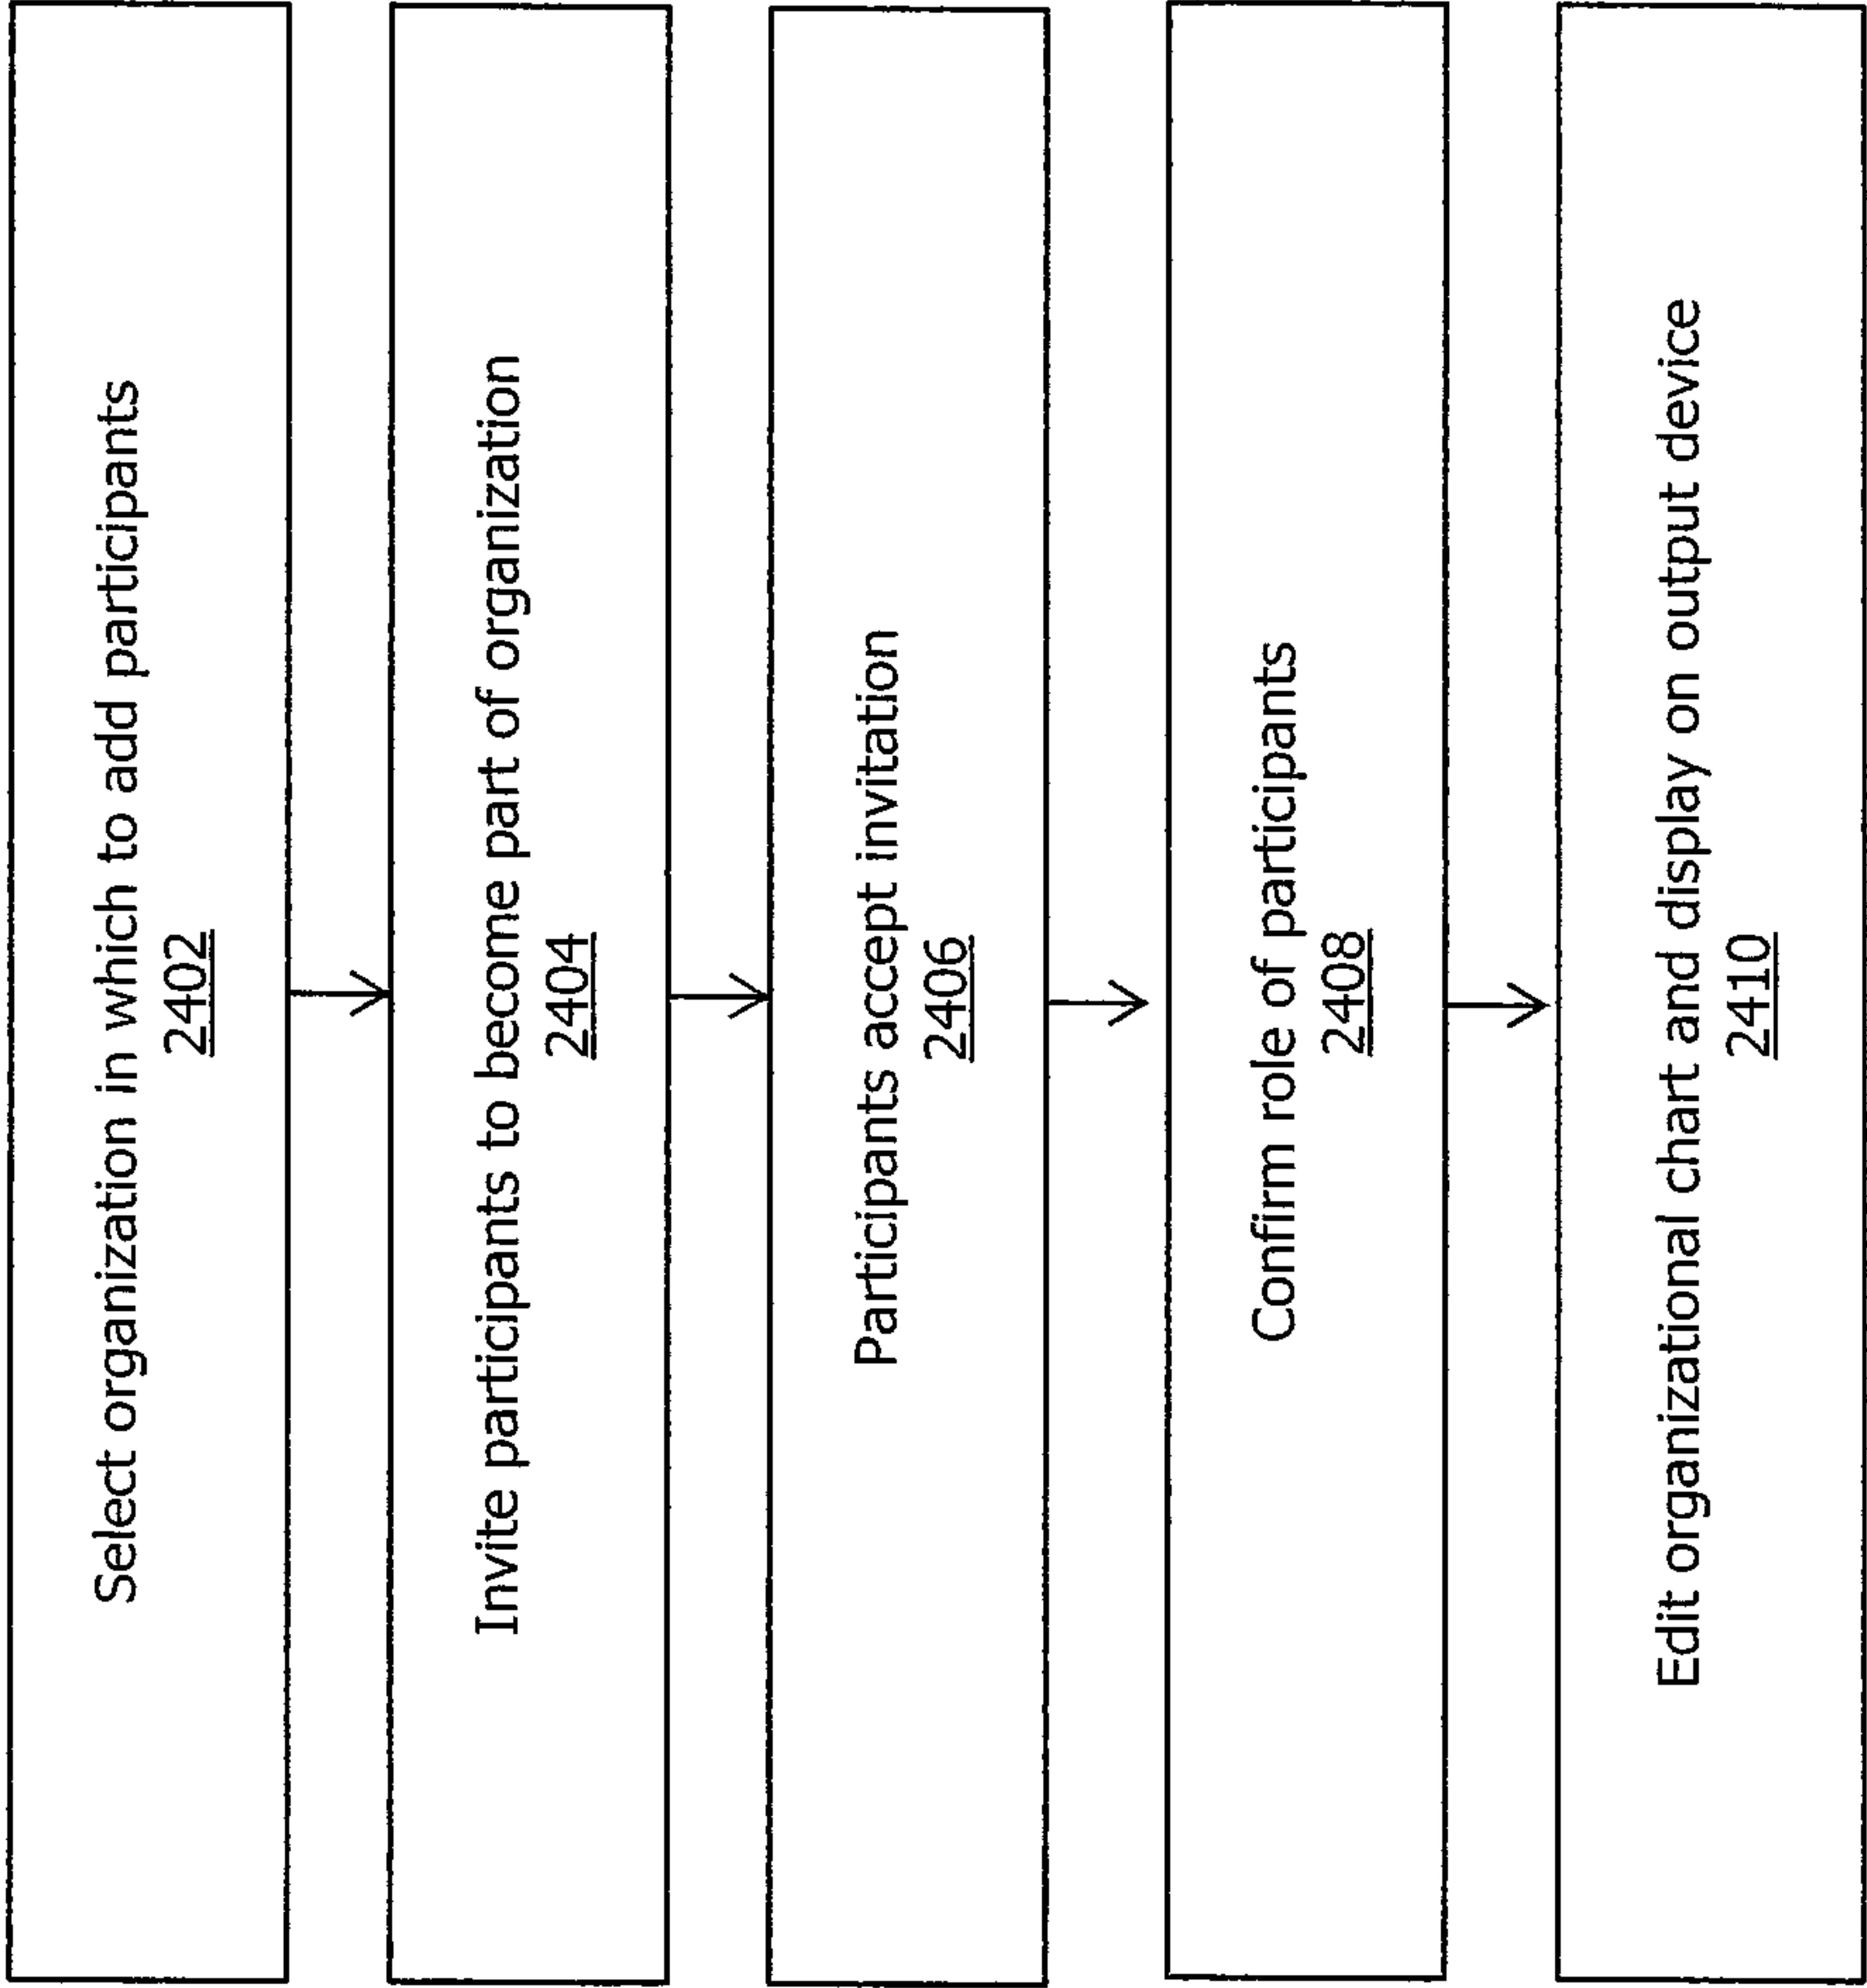 Select organization in which to add participants
2402
Invite participants to become part of organization
2404
Participants accept invitation
2406
Confirm role of participants
2408
Edit organizational chart and display on output device
2410